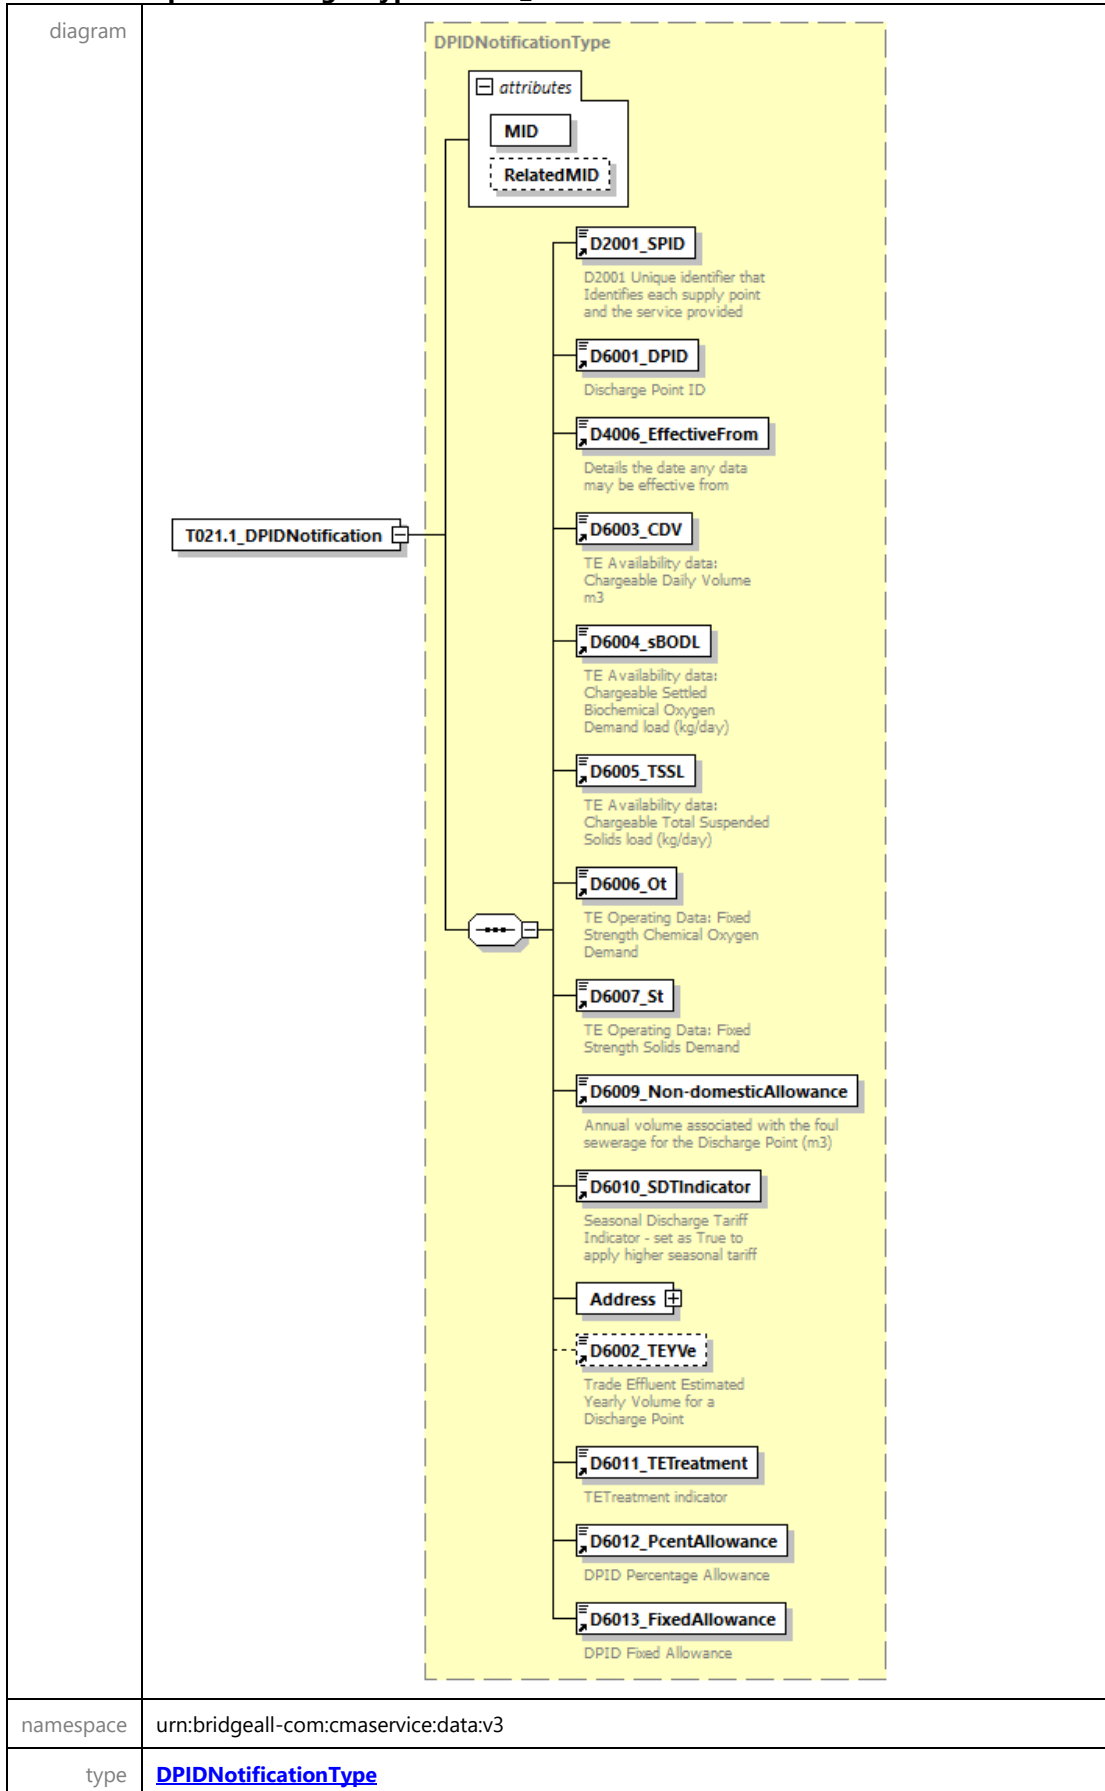 diagram
DPIDNotificationType
attributes
MID
RelatedMID
D2001_SPID
D2001 Unique identifier that
Identifies each supply point
and the service provided
D6001_DPID
Discharge Point ID
D4006_EffectiveFrom
Details the date any data
may be effective from
D6003_CDV
TE Availability data:
Chargeable Daily Volume
m3
T021.1_DPIDNotification
D6004_sBODL
TE Availability data:
Chargeable Settled
Biochemical Oxygen
Demand load (kg/day)
D6005_TSSL
TE Availability data:
Chargeable Total Suspended
Solids load (kg/day)
D6006_Ot
TE Operating Data: Fixed
Strength Chemical Oxygen
Demand
D6007_St
TE Operating Data: Fixed
Strength Solids Demand
D6009_Non-domesticAllowance
Annual volume associated with the foul
sewerage for the Discharge Point (m3)
D6010_SDTIndicator
Seasonal Discharge Tariff
Indicator - set as True to
apply higher seasonal tariff
Address
D6002_TEYVe
Trade Effluent Estimated
Yearly Volume for a
Discharge Point
D6011_TETreatment
TETreatment indicator
D6012_PcentAllowance
DPID Percentage Allowance
D6013_FixedAllowance
DPID Fixed Allowance
namespace urn:bridgeall-com:cmaservice:data:v3
type DPIDNotificationType